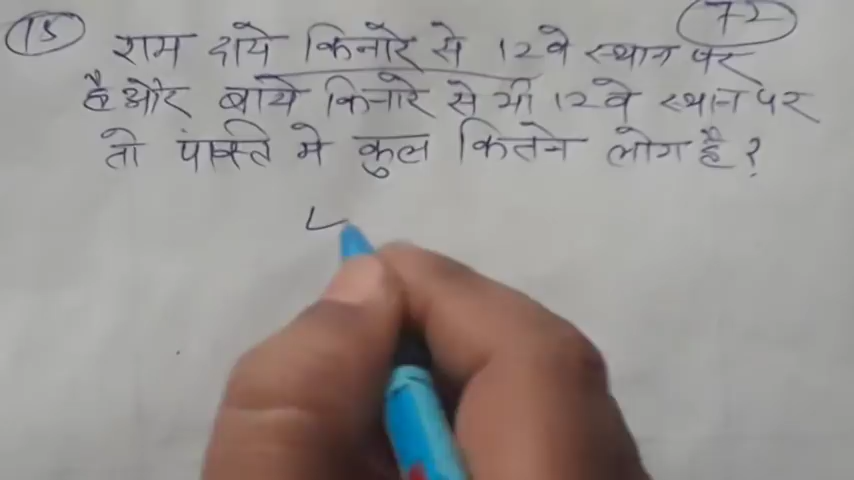 15 राम दाये किनारे से 12वे स्थान पर 72
है और बाये किनारे से भी 12वे स्थान पर
तो पंक्ति मे कुल कितने लोग है ?
L